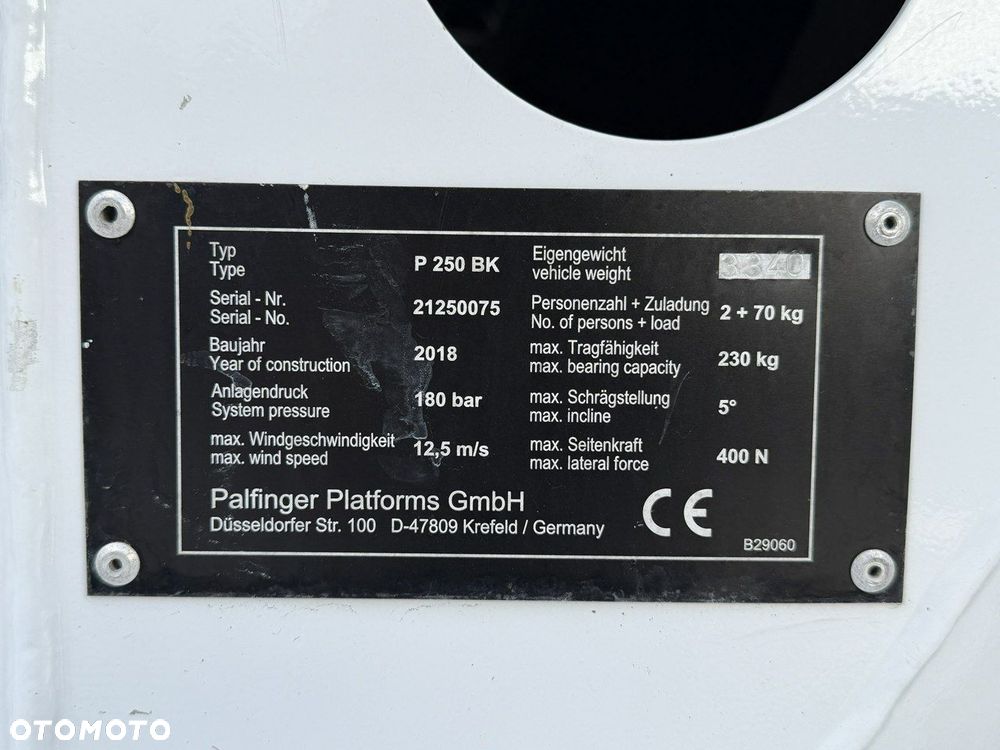 Typ
Type
P 250 BK
Eigengewicht
vehicle weight
3340
Serial - Nr.
Serial - No.
21250075
Personenzahl + Zuladung
No. of persons + load
2 + 70 kg
Baujahr
Year of construction
2018
max. Tragfähigkeit
max. bearing capacity
230 kg
Anlagendruck
System pressure
180 bar
max. Schrägstellung
max. incline
5°
max. Windgeschwindigkeit
max. wind speed
12,5 m/s
max. Seitenkraft
max. lateral force
400 N
Palfinger Platforms GmbH
Düsseldorfer Str. 100 D-47809 Krefeld / Germany
CE
B29060
OTOMOTO